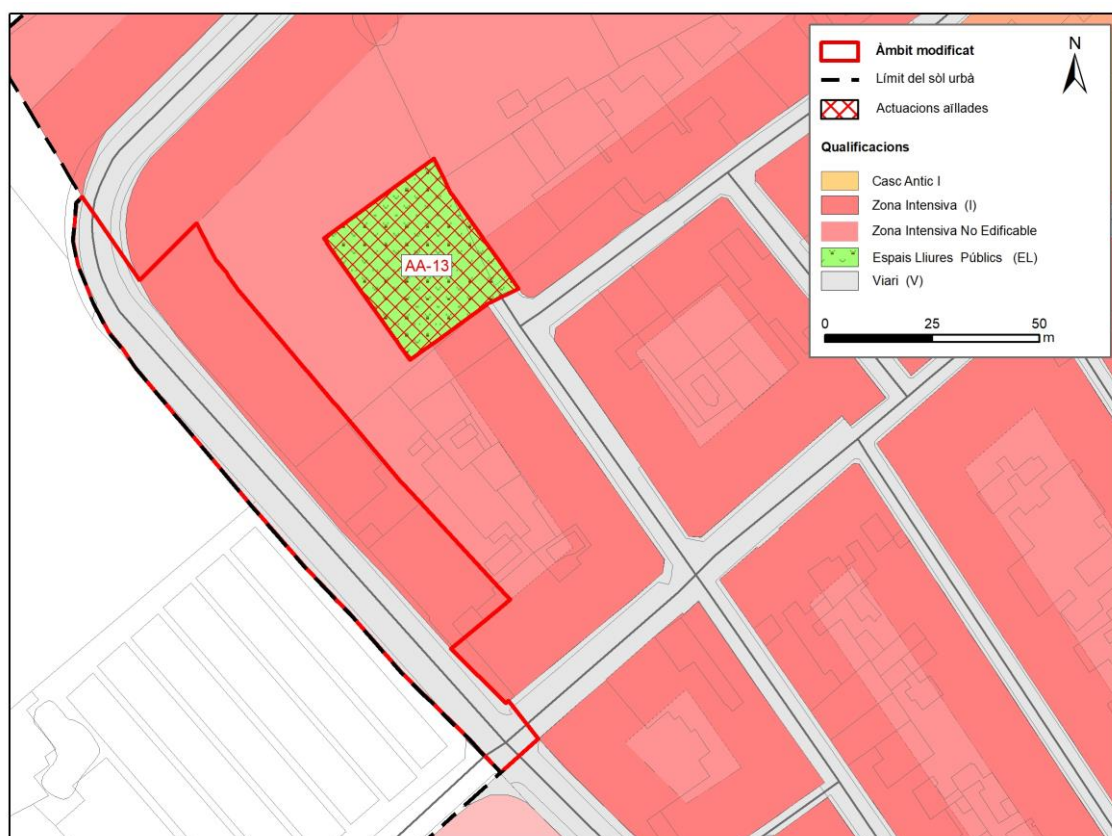 Àmbit modificat
N
Límit del sòl urbà
Actuacions aïllades
Qualificacions
Casc Antic I
Zona Intensiva (I)
Zona Intensiva No Edificable
Espais Lliures Públics (EL)
Viari (V)
0 25 50
m
AA-13